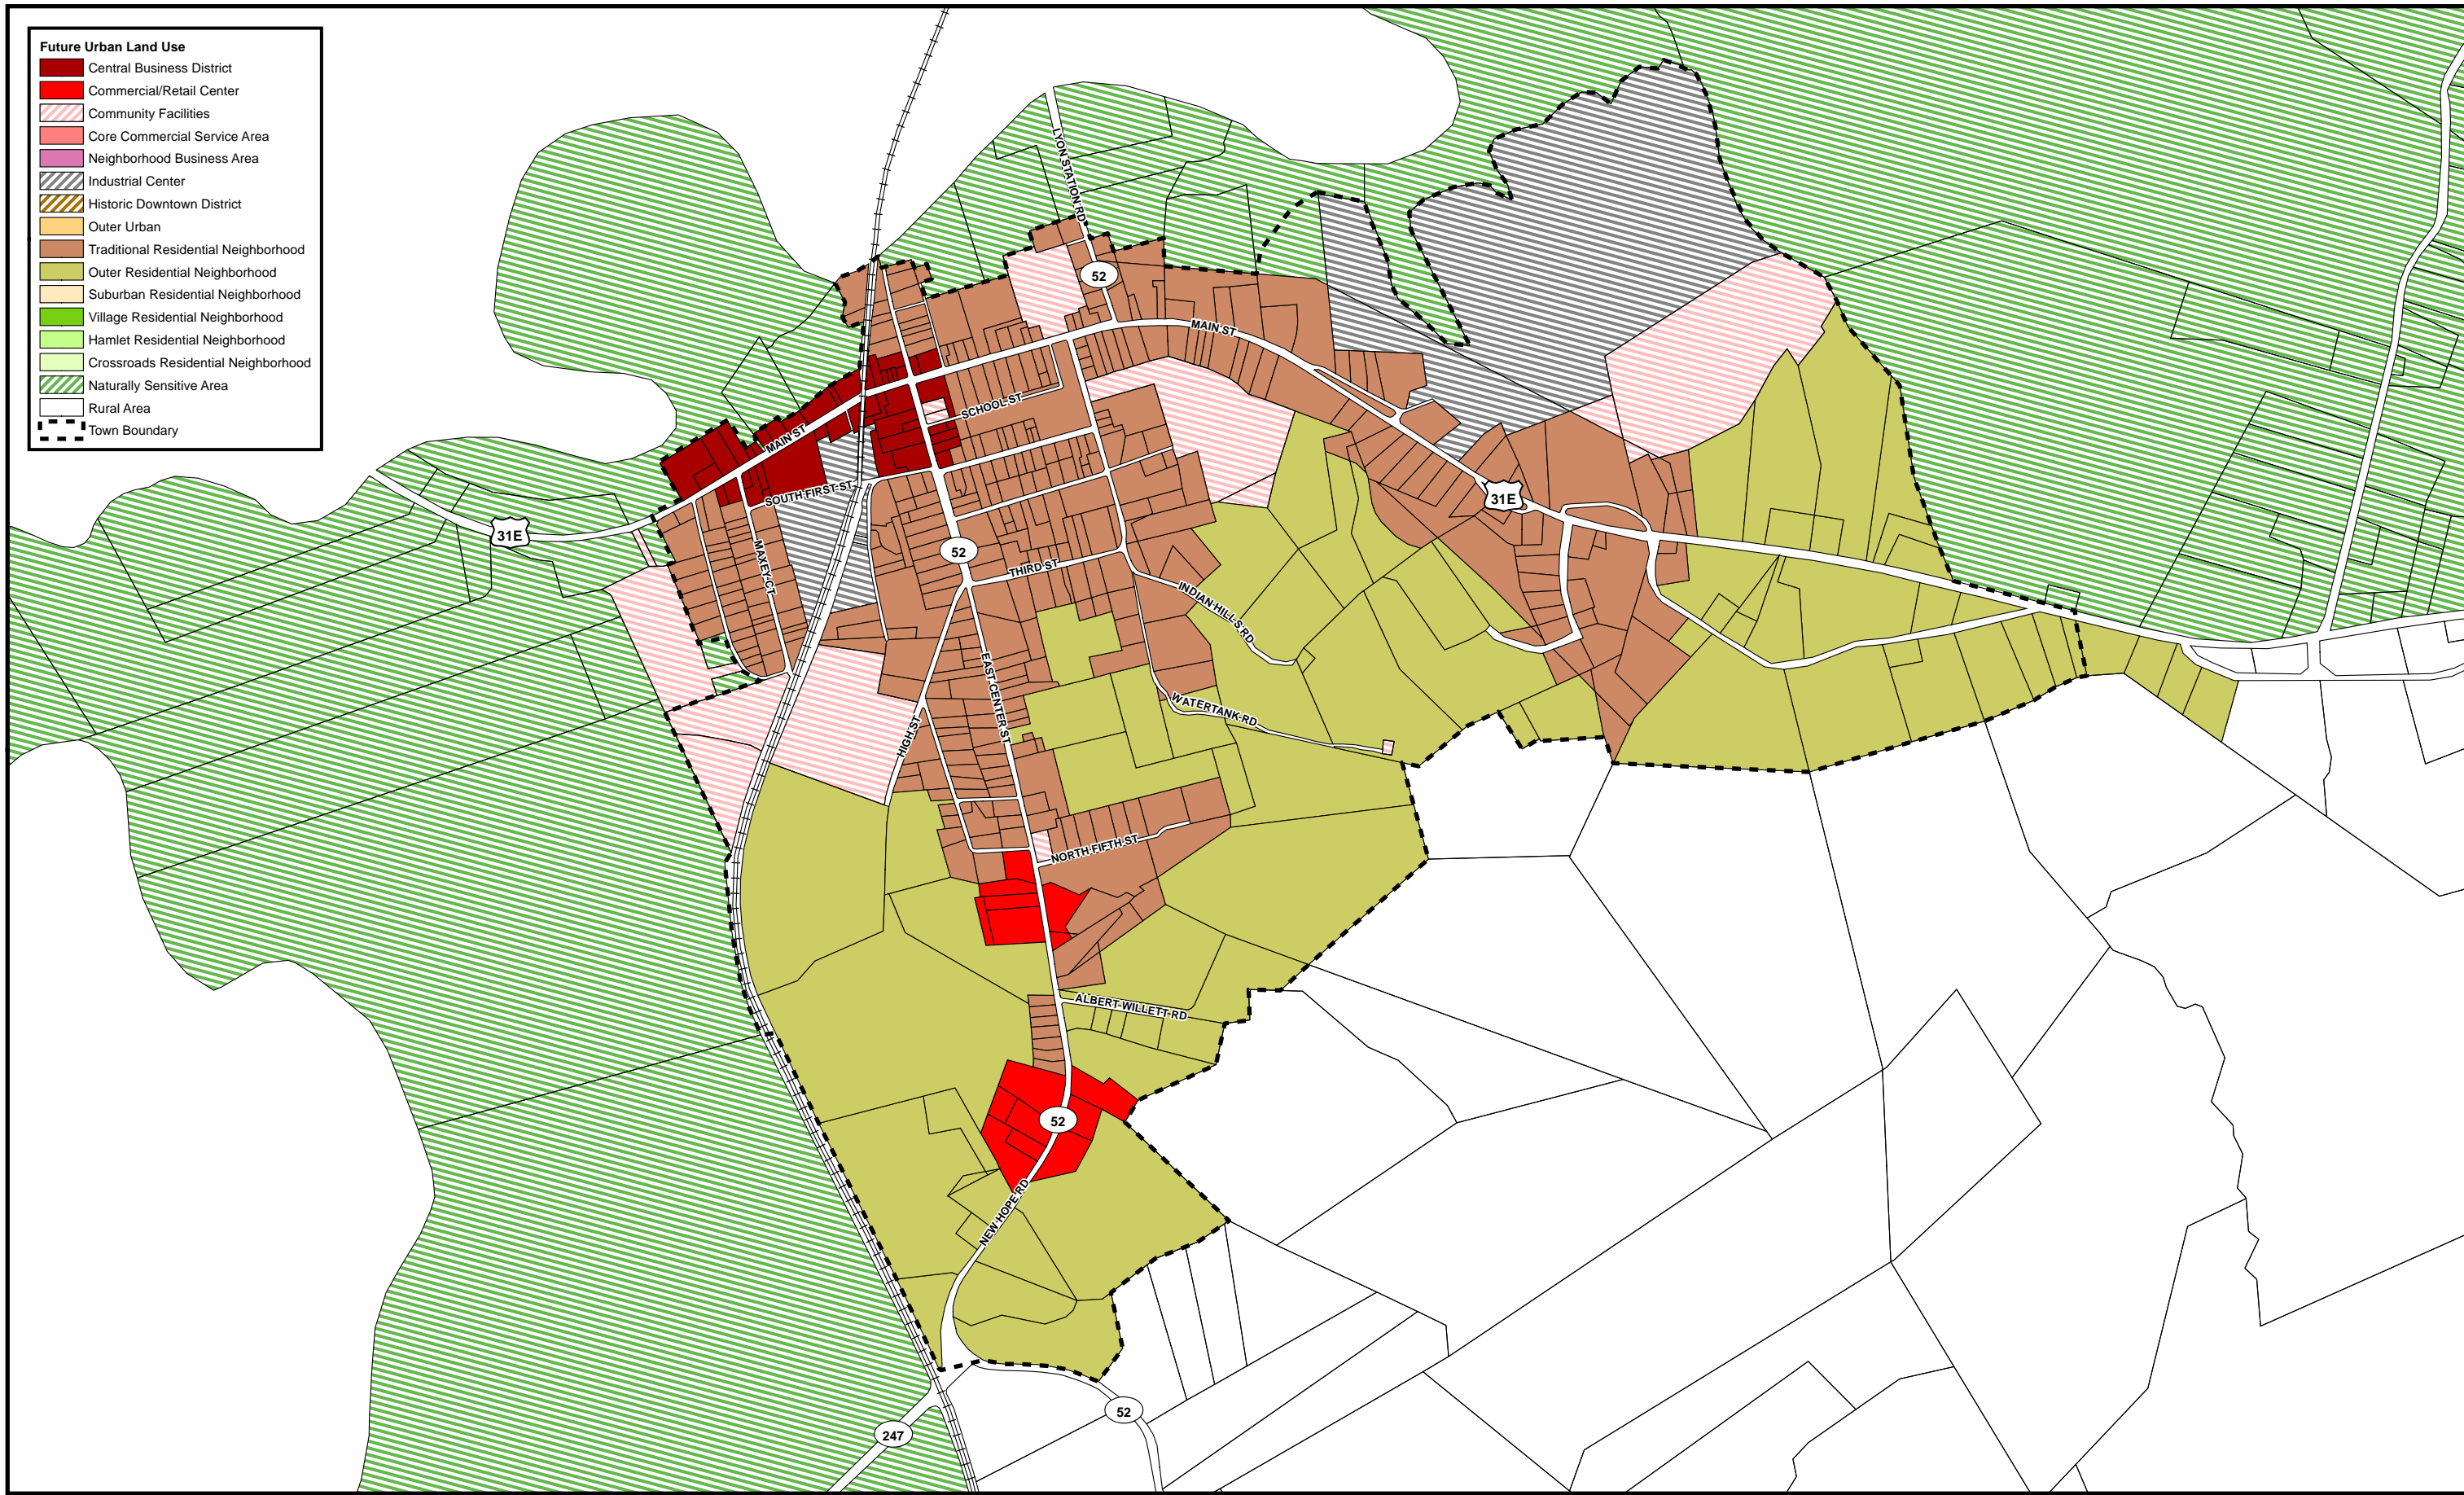 Future Urban Land Use
Central Business District
Commercial/Retail Center
Community Facilities
Core Commercial Service Area
Neighborhood Business Area
Industrial Center
Historic Downtown District
Outer Urban
Traditional Residential Neighborhood
Outer Residential Neighborhood
Suburban Residential Neighborhood
Village Residential Neighborhood
Hamlet Residential Neighborhood
Crossroads Residential Neighborhood
Naturally Sensitive Area
Rural Area
Town Boundary
LYON STATION RD
52
MAIN ST
SCHOOL ST
MAIN ST
SOUTH FIRST ST
31E
31E
52
MAXEY CT
THIRD ST
INDIAN HILLS RD
EAST CENTER ST
WATERTANK RD
HIGH ST
NORTH FIFTH ST
ALBERT WILLETT RD
52
NEW HOPE RD
52
247